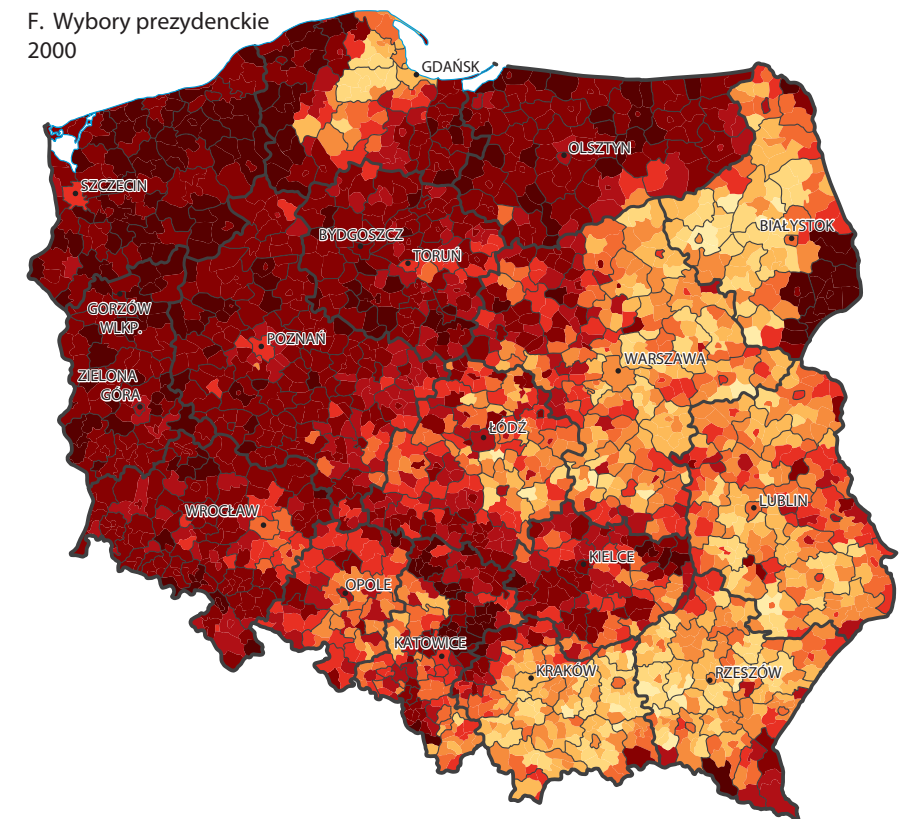 F. Wybory prezydenckie
2000
GDAŃSK
OLSZTYN
SZCZECIN
BIAŁYSTOK
BYDGOSZCZ
TORUŃ
GORZÓW
WLKP.
POZNAŃ
WARSZAWA
ZIELONA
GÓRA
ŁÓDŹ
LUBLIN
WROCŁAW
KIELCE
OPOLE
KATOWICE
KRAKÓW
RZESZÓW